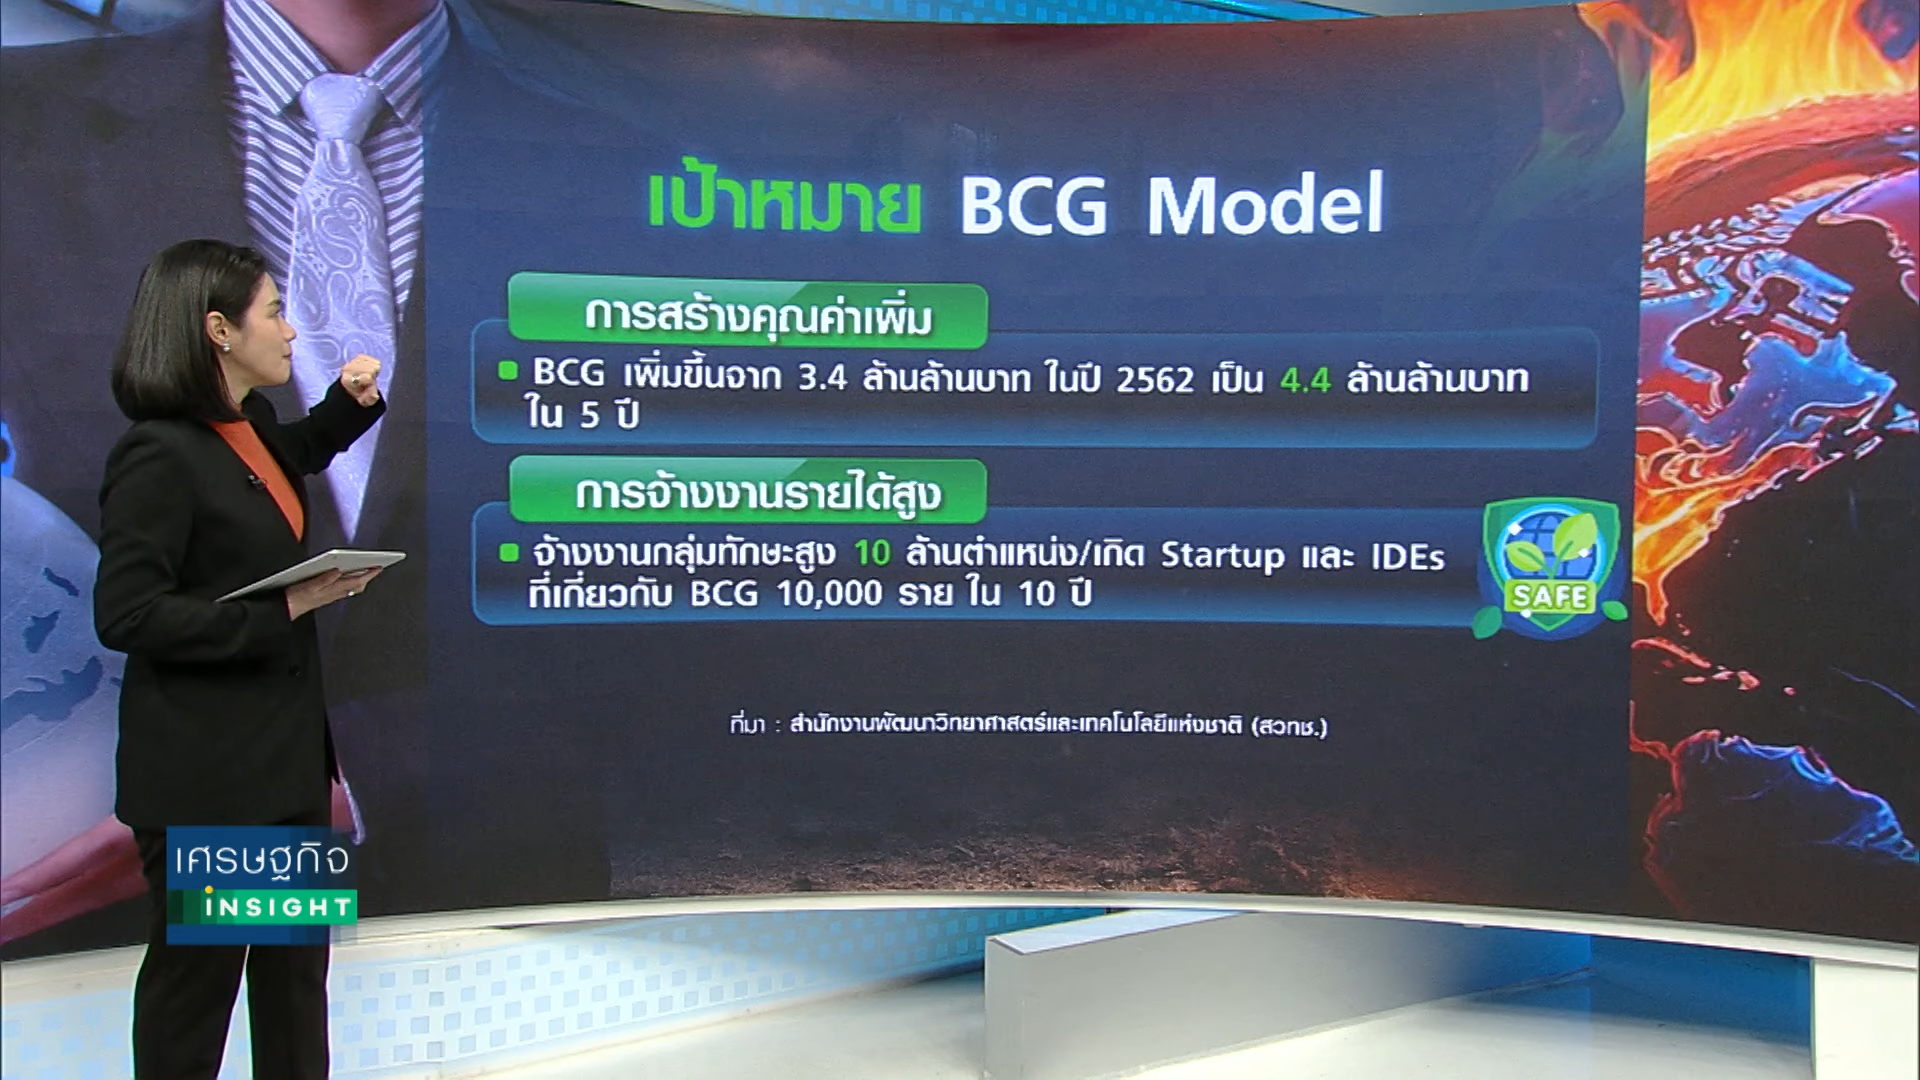 เป้าหมาย BCG Model
การสร้างคุณค่าเพิ่ม
BCG เพิ่มขึ้นจาก 3.4 ล้านล้านบาท ในปี 2562 เป็น 4.4 ล้านล้านบาท
ใน 5 ปี
การจ้างงานรายได้สูง
จ้างงานกลุ่มทักษะสูง 10 ล้านตำแหน่ง/เกิด Startup และ IDEs
ที่เกี่ยวกับ BCG 10,000 ราย ใน 10 ปี
SAFE
ที่มา : สำนักงานพัฒนาวิทยาศาสตร์และเทคโนโลยีแห่งชาติ (สวทช.)
เศรษฐกิจ
iNSIGHT